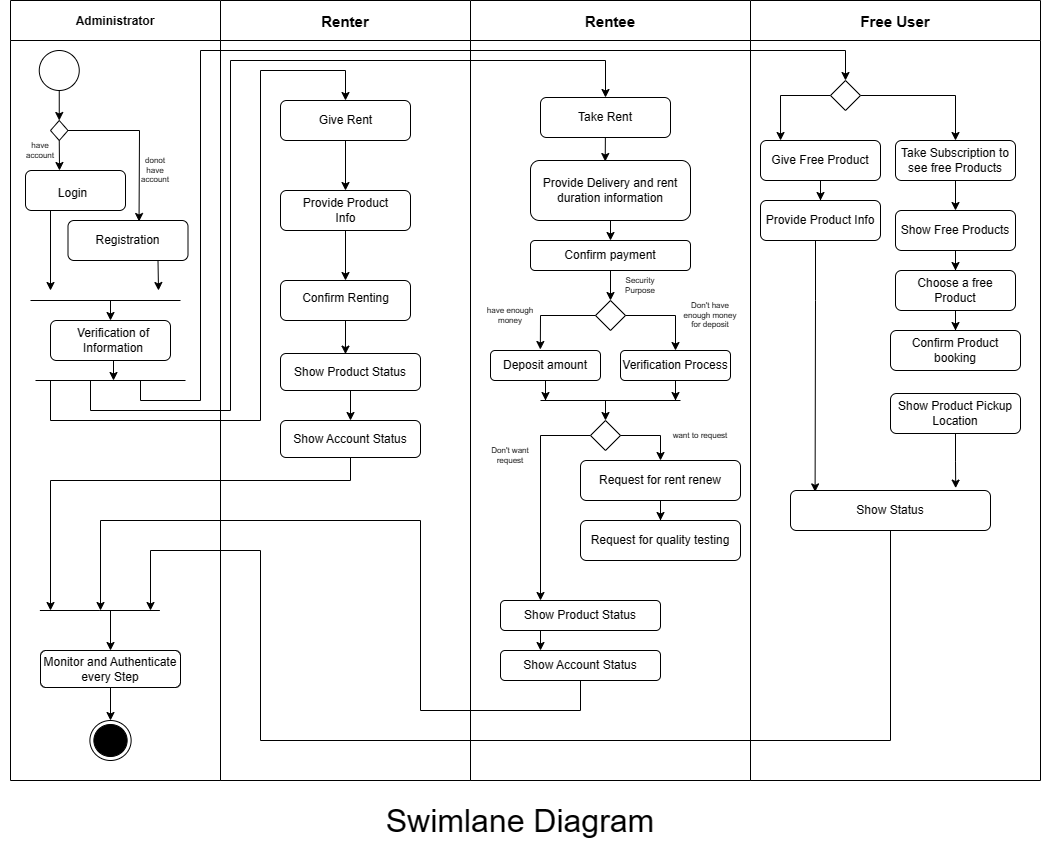 Administrator
Renter
Rentee
Free User
have
account
donot
have
account
Login
Registration
Verification of
Information
Monitor and Authenticate
every Step
Give Rent
Provide Product
Info
Confirm Renting
Show Product Status
Show Account Status
Take Rent
Provide Delivery and rent
duration information
Confirm payment
Security
Purpose
have enough
money
Don't have
enough money
for deposit
Deposit amount
Verification Process
Don't want
request
want to request
Request for rent renew
Request for quality testing
Show Product Status
Show Account Status
Give Free Product
Provide Product Info
Take Subscription to
see free Products
Show Free Products
Choose a free
Product
Confirm Product
booking
Show Product Pickup
Location
Show Status
Swimlane Diagram